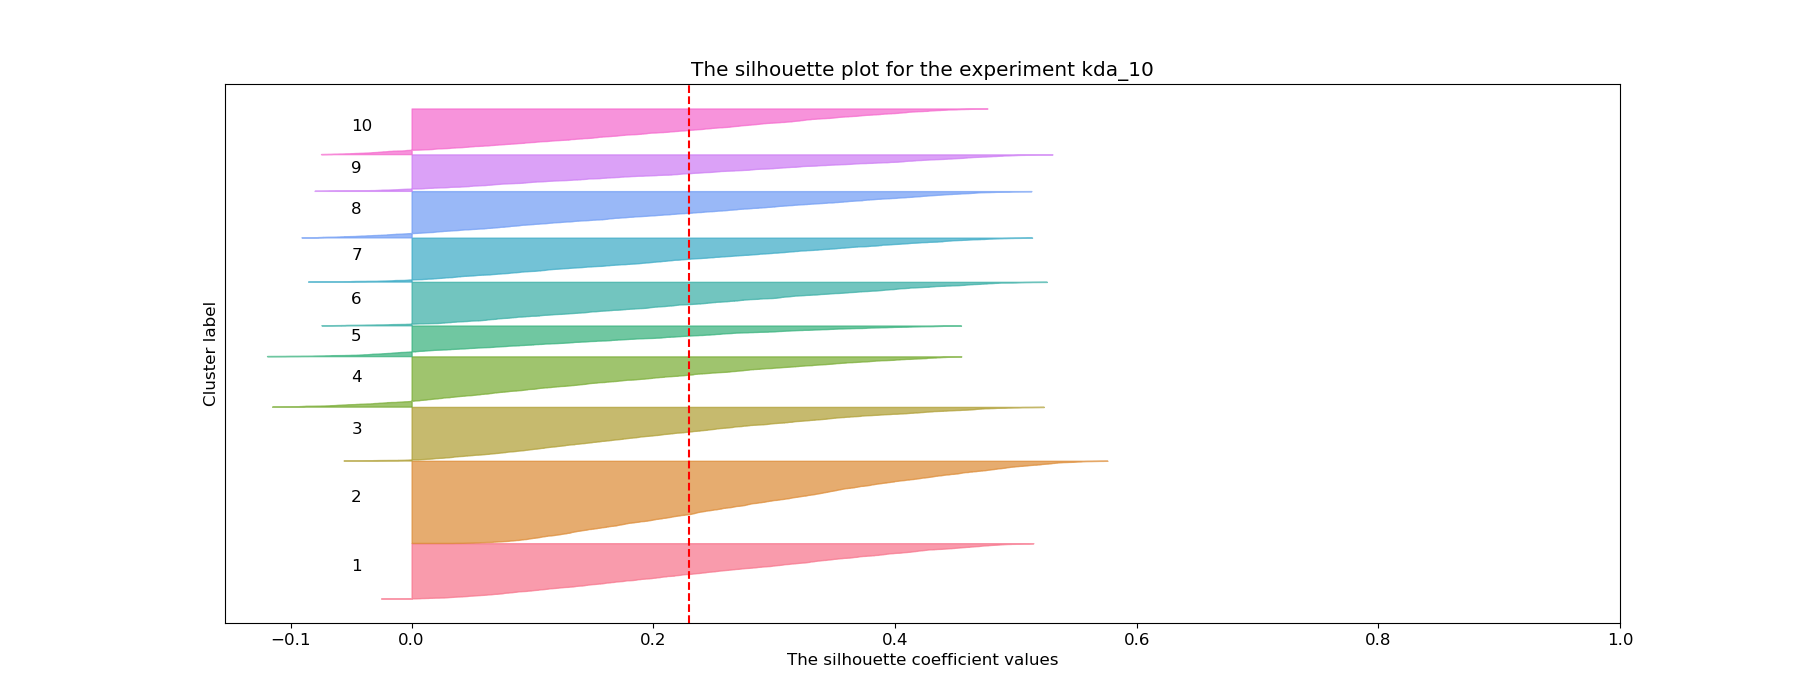 The silhouette plot for the experiment kda_10
Cluster label
10
9
8
7
6
5
4
3
2
1
−0.1 0.0 0.2 0.4 0.6 0.8 1.0
The silhouette coefficient values